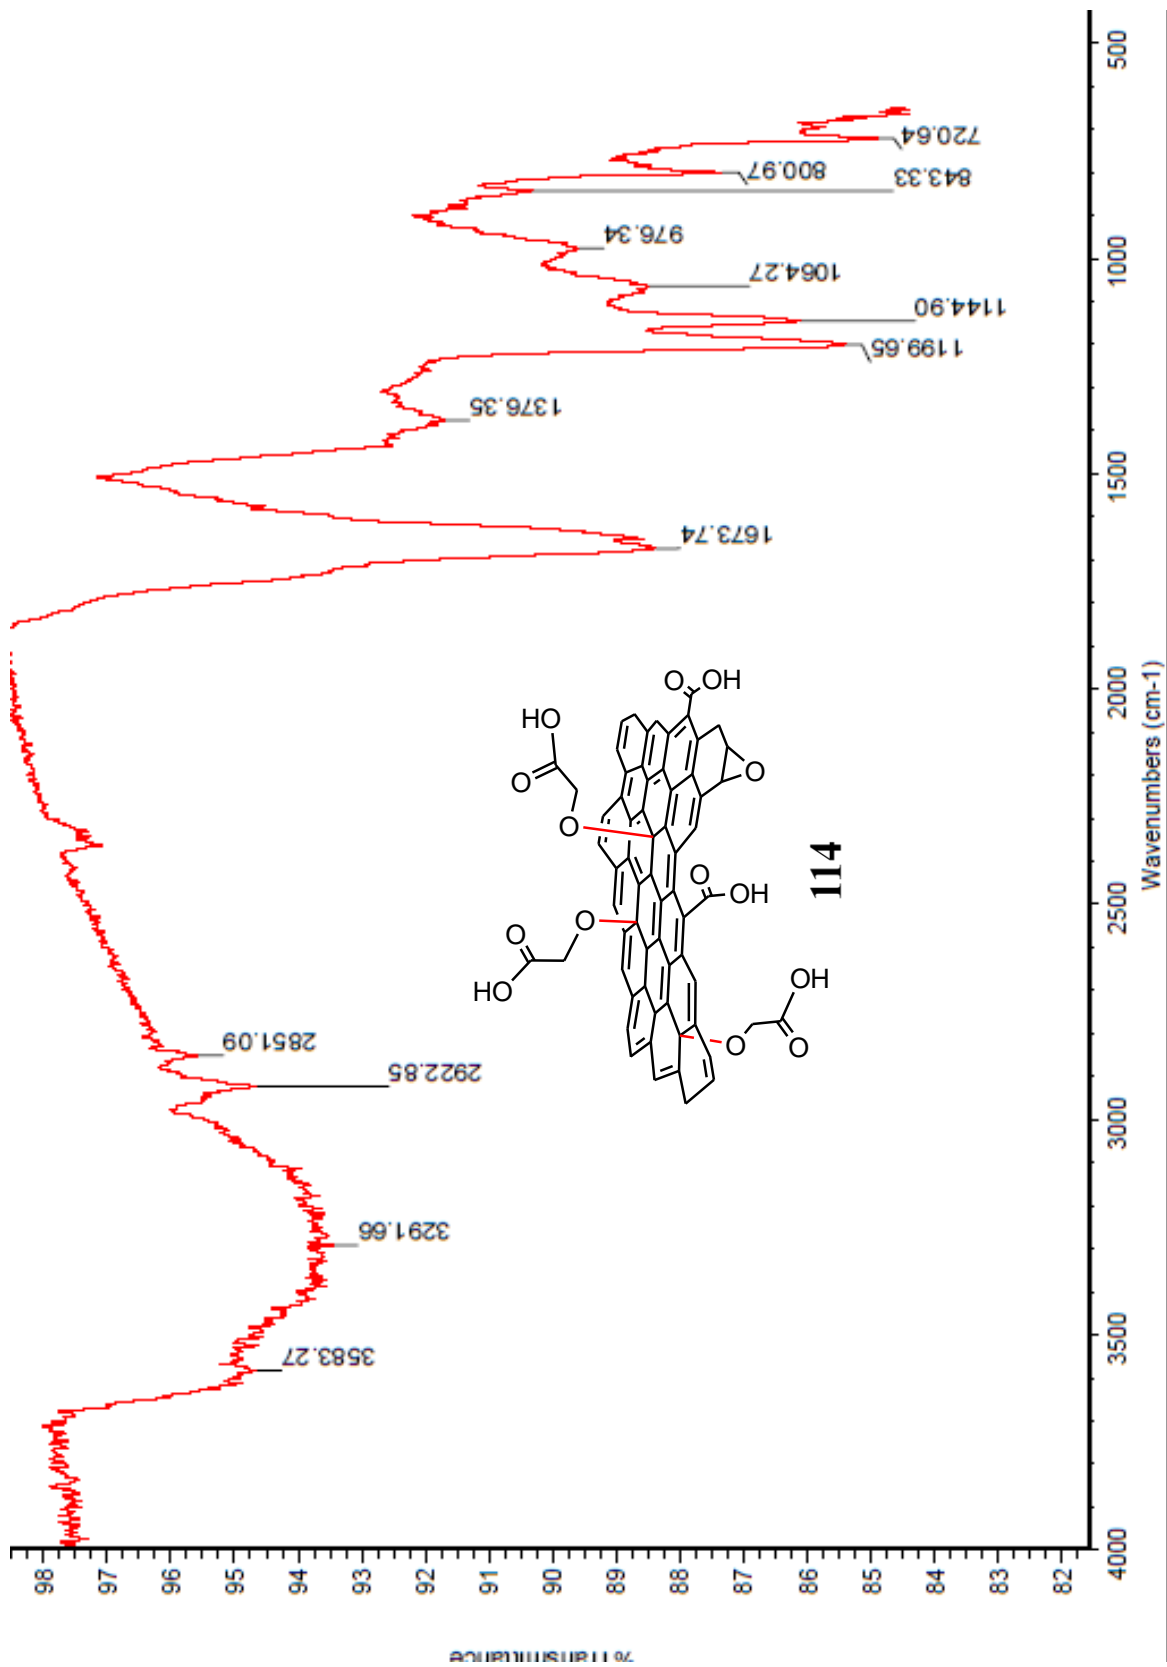 98
97
96
95
94
93
92
91
90
89
88
87
86
85
84
83
82
%Transmittance
3583.27
3291.66
2922.85
2851.09
1673.74
1376.35
1199.65
1144.90
1064.27
976.34
843.33
800.97
720.64
HO
O
O
HO
O
O
O
OH
O
OH
O
O
OH
O
114
4000
3500
3000
2500
2000
1500
1000
500
Wavenumbers (cm-1)